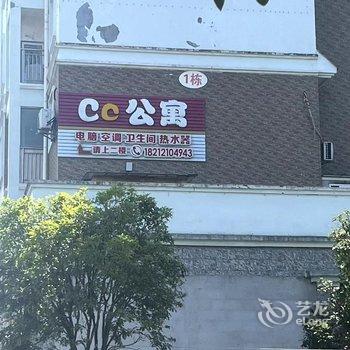 1栋
Cc公寓
电脑 空调 卫生间 热水器
请上二楼 18212104943
艺龙
eLong